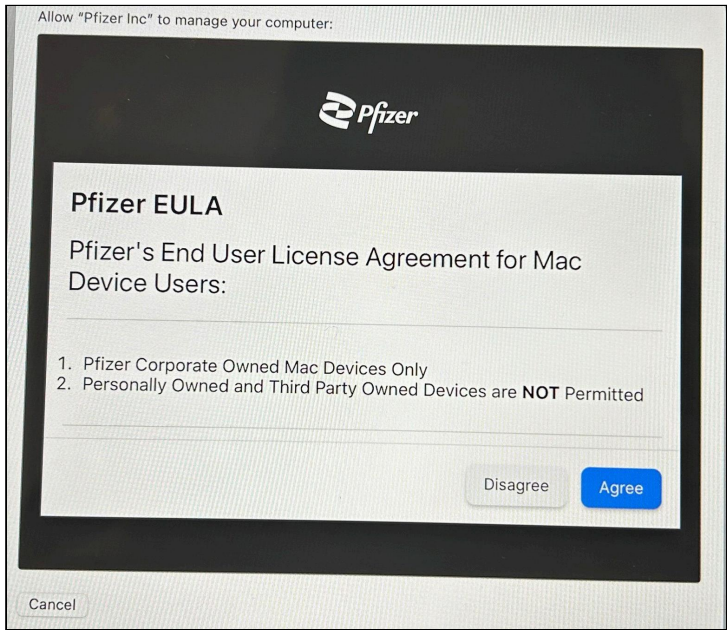 Allow “Pfizer Inc” to manage your computer:
Pfizer
Pfizer EULA
Pfizer's End User License Agreement for Mac
Device Users:
1. Pfizer Corporate Owned Mac Devices Only
2. Personally Owned and Third Party Owned Devices are NOT Permitted
Disagree
Agree
Cancel